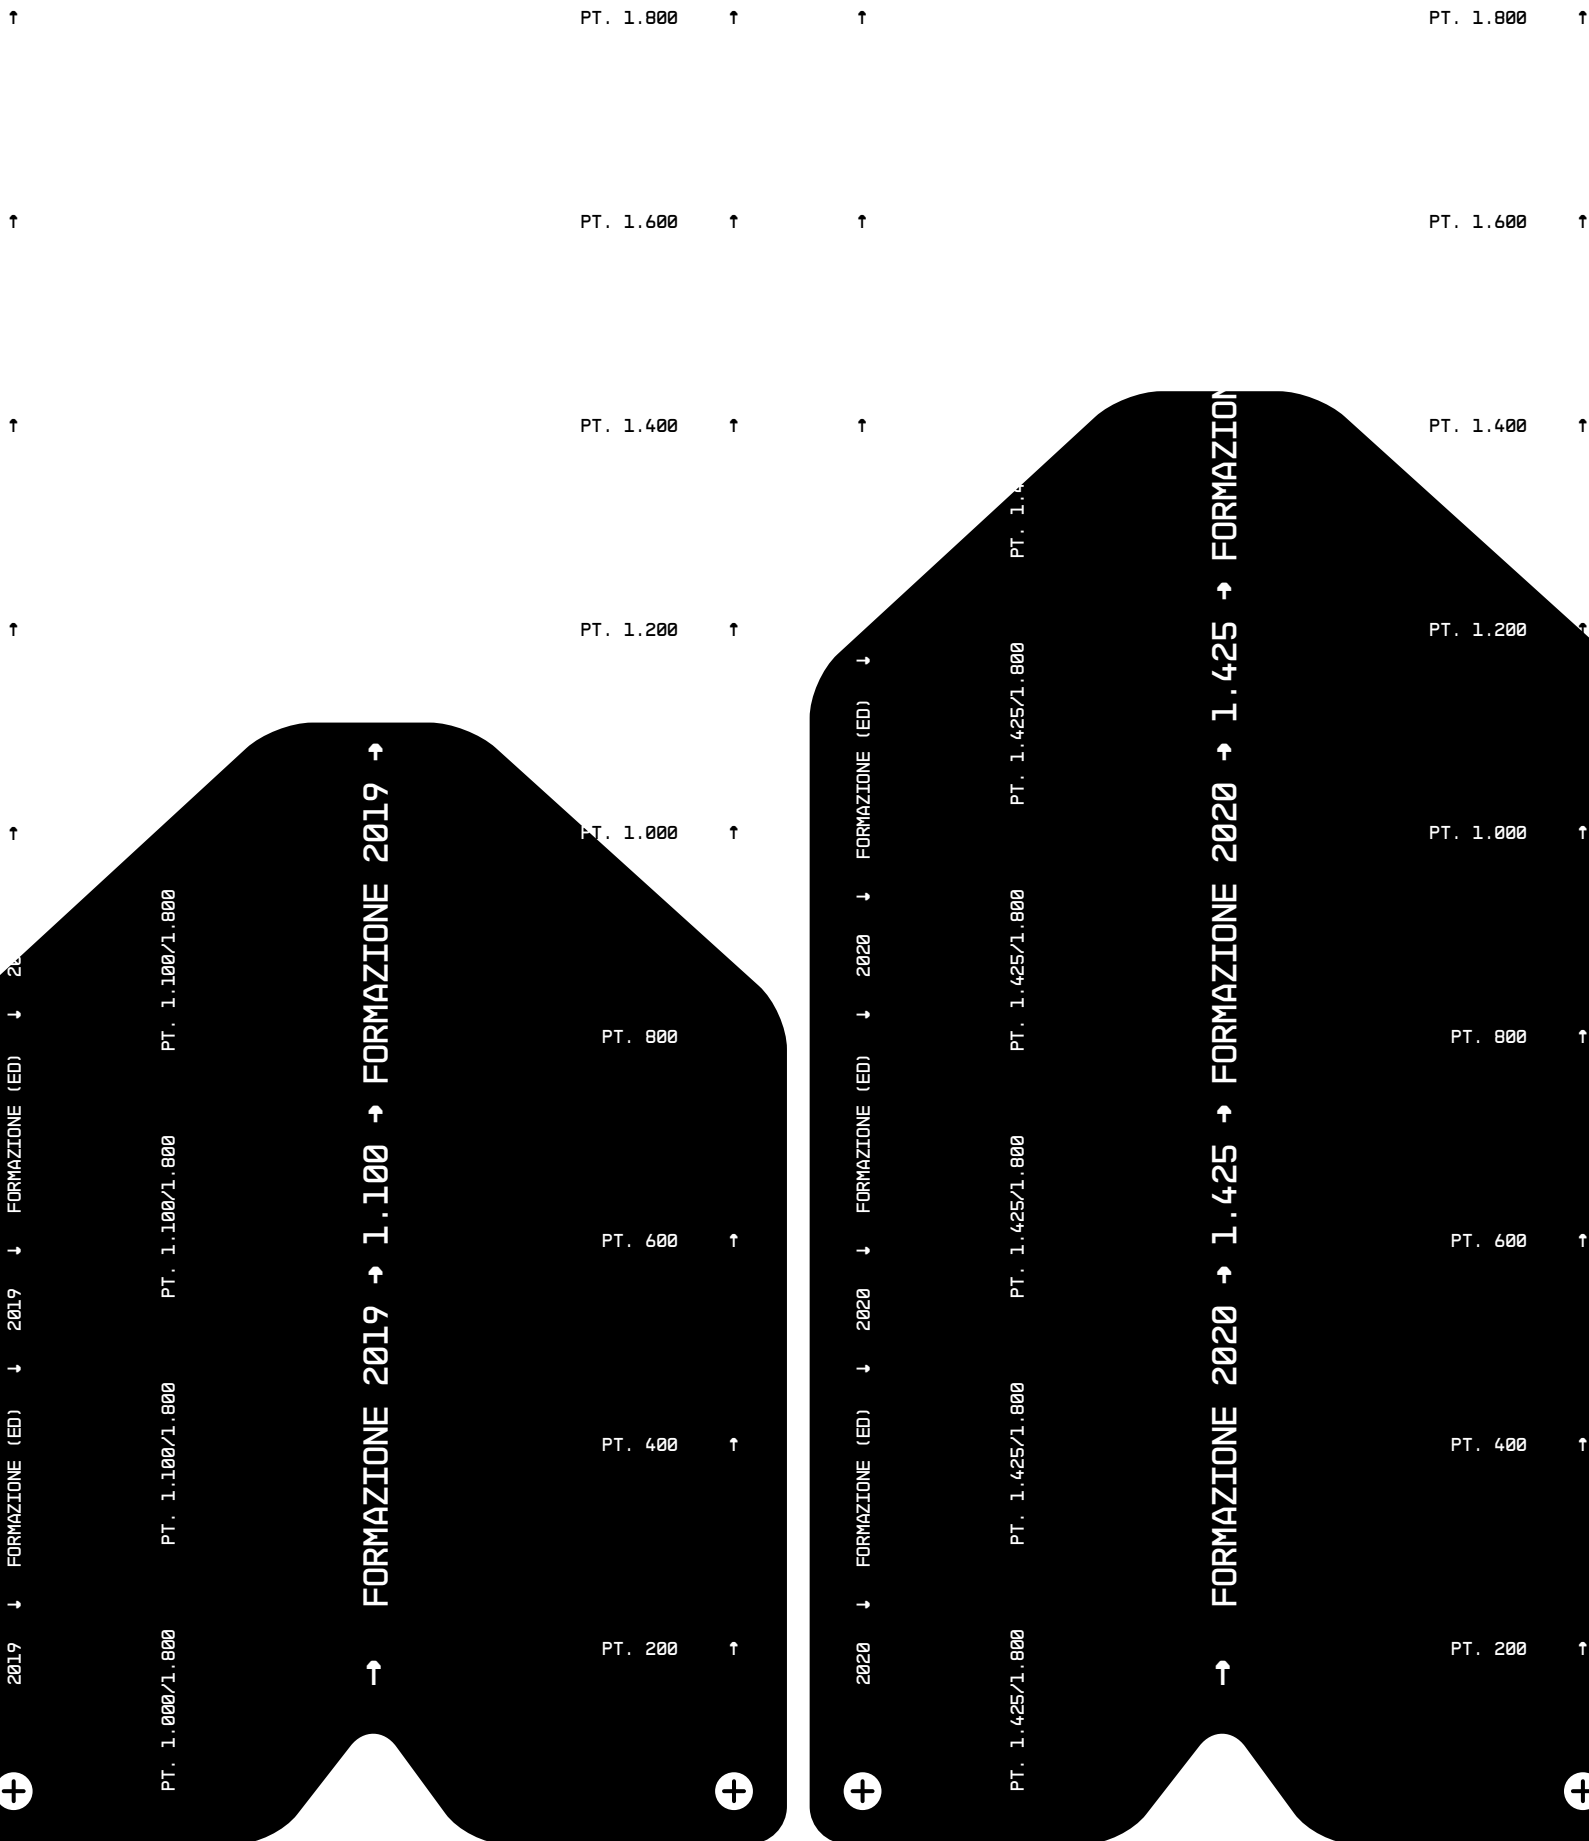 ↑ PT. 1.800 ↑
↑ PT. 1.600 ↑
↑ PT. 1.400 ↑
↑ PT. 1.200 ↑
↑ PT. 1.000 ↑
PT. 800
PT. 600 ↑
PT. 400 ↑
PT. 200 ↑
2019 → FORMAZIONE (ED) → 2019 → FORMAZIONE (ED) →
PT. 1.000/1.800
PT. 1.100/1.800
PT. 1.100/1.800
PT. 1.100/1.800
→ FORMAZIONE 2019 → 1.100 → FORMAZIONE 2019 →
↑ PT. 1.800 ↑
↑ PT. 1.600 ↑
↑ PT. 1.400 ↑
PT. 1.200 ↑
PT. 1.000 ↑
PT. 800 ↑
PT. 600 ↑
PT. 400 ↑
PT. 200 ↑
2020 → FORMAZIONE (ED) → 2020 → FORMAZIONE (ED) → 2020 → FORMAZIONE (ED) →
PT. 1.425/1.800
PT. 1.425/1.800
PT. 1.425/1.800
PT. 1.425/1.800
PT. 1.425/1.800
PT. 1.4
→ FORMAZIONE 2020 → 1.425 → FORMAZIONE 2020 → 1.425 → FORMAZION